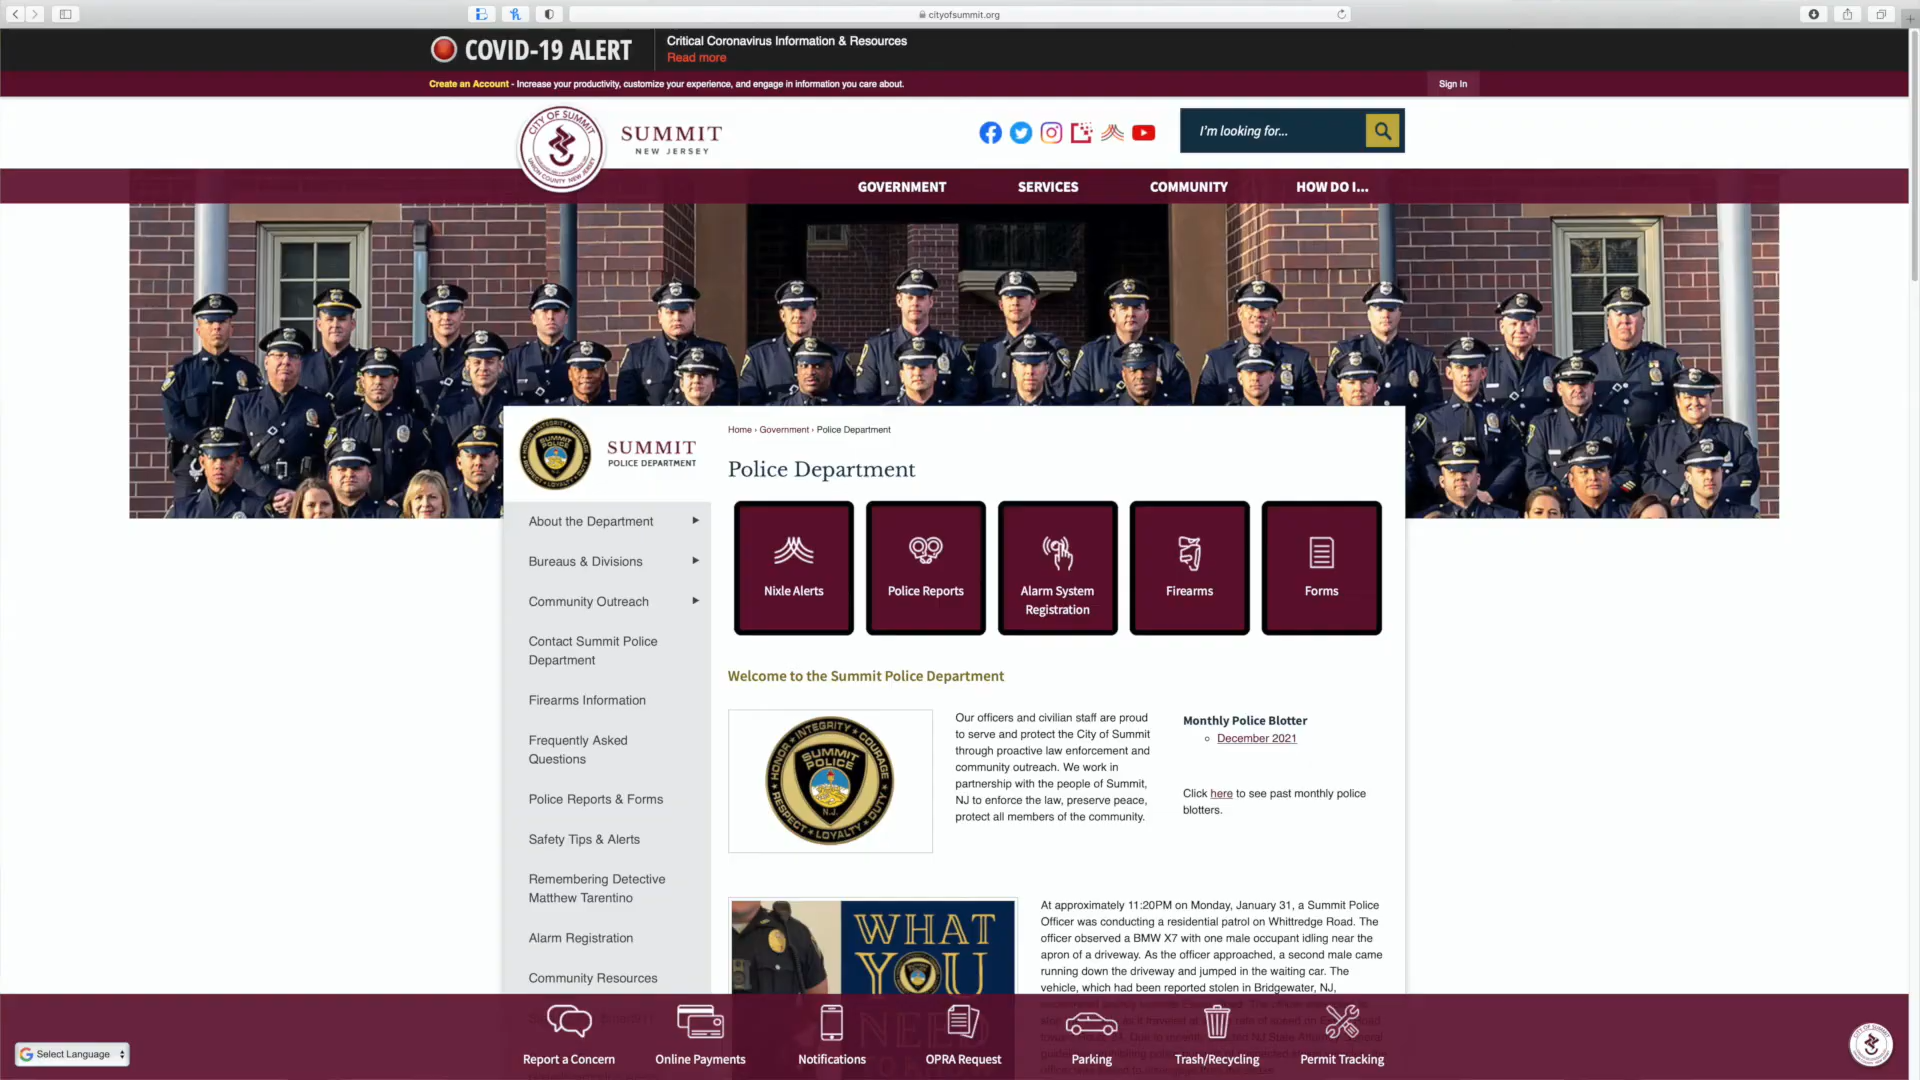 cityofsummit.org
COVID-19 ALERT
Critical Coronavirus Information & Resources
Read more
Create an Account - Increase your productivity, customize your experience, and engage in information you care about.
Sign In
CITY OF SUMMIT
UNION COUNTY NEW JERSEY
SUMMIT
NEW JERSEY
I'm looking for...
GOVERNMENT
SERVICES
COMMUNITY
HOW DO I...
SUMMIT
POLICE DEPARTMENT
Home › Government › Police Department
Police Department
About the Department
Bureaus & Divisions
Community Outreach
Contact Summit Police
Department
Firearms Information
Frequently Asked
Questions
Police Reports & Forms
Safety Tips & Alerts
Remembering Detective
Matthew Tarentino
Alarm Registration
Community Resources
Nixle Alerts
Police Reports
Alarm System
Registration
Firearms
Forms
Welcome to the Summit Police Department
HONOR INTEGRITY COURAGE
SUMMIT
POLICE
N.J.
RESPECT LOYALTY DUTY
Our officers and civilian staff are proud
to serve and protect the City of Summit
through proactive law enforcement and
community outreach. We work in
partnership with the people of Summit,
NJ to enforce the law, preserve peace,
protect all members of the community.
Monthly Police Blotter
December 2021
Click here to see past monthly police
blotters.
WHAT
YOU
NEED
At approximately 11:20PM on Monday, January 31, a Summit Police
Officer was conducting a residential patrol on Whittredge Road. The
officer observed a BMW X7 with one male occupant idling near the
apron of a driveway. As the officer approached, a second male came
running down the driveway and jumped in the waiting car. The
vehicle, which had been reported stolen in Bridgewater, NJ,
Report a Concern
Online Payments
Notifications
OPRA Request
Parking
Trash/Recycling
Permit Tracking
Select Language